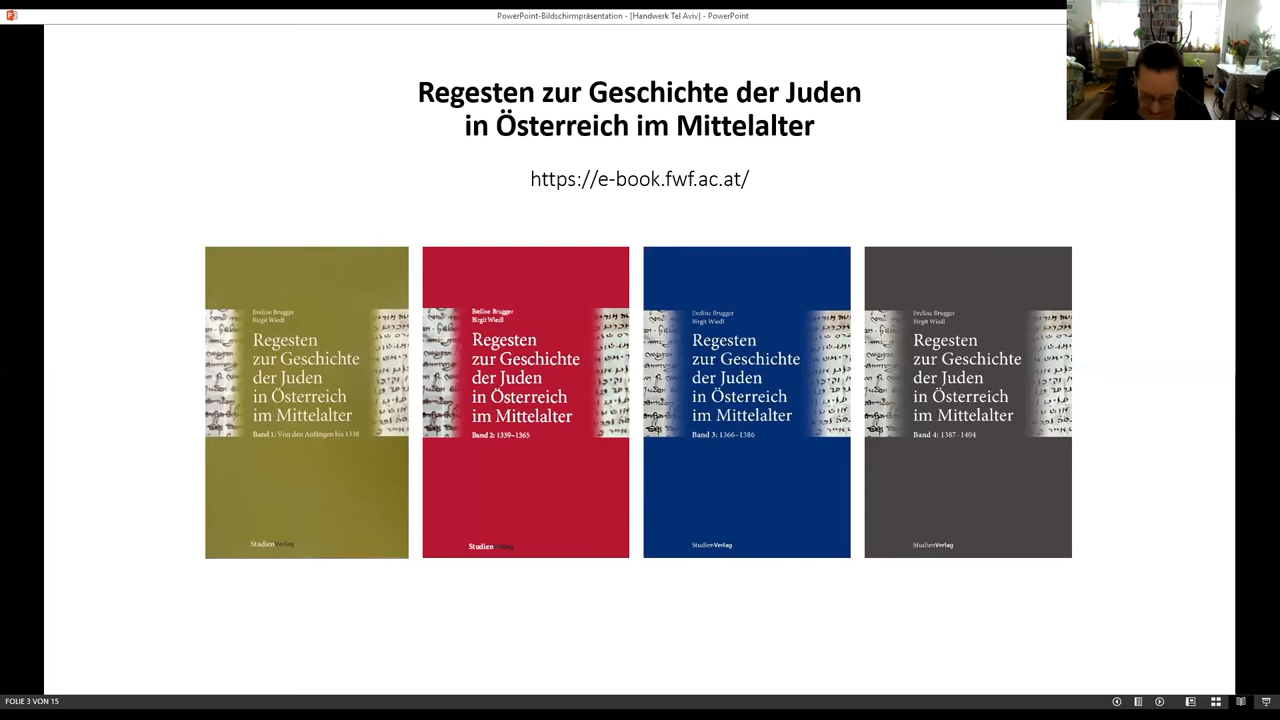 PowerPoint-Bildschirmpräsentation - [Handwerk Tel Aviv] - PowerPoint
Regesten zur Geschichte der Juden
in Österreich im Mittelalter
https://e-book.fwf.ac.at/
Eveline Brugger
Birgit Wiedl
Regesten
zur Geschichte
der Juden
in Österreich
im Mittelalter
Band 1: Von den Anfängen bis 1338
StudienVerlag
Eveline Brugger
Birgit Wiedl
Regesten
zur Geschichte
der Juden
in Österreich
im Mittelalter
Band 2: 1339–1365
StudienVerlag
Eveline Brugger
Birgit Wiedl
Regesten
zur Geschichte
der Juden
in Österreich
im Mittelalter
Band 3: 1366–1386
StudienVerlag
Eveline Brugger
Birgit Wiedl
Regesten
zur Geschichte
der Juden
in Österreich
im Mittelalter
Band 4: 1387–1404
StudienVerlag
FOLIE 3 VON 15